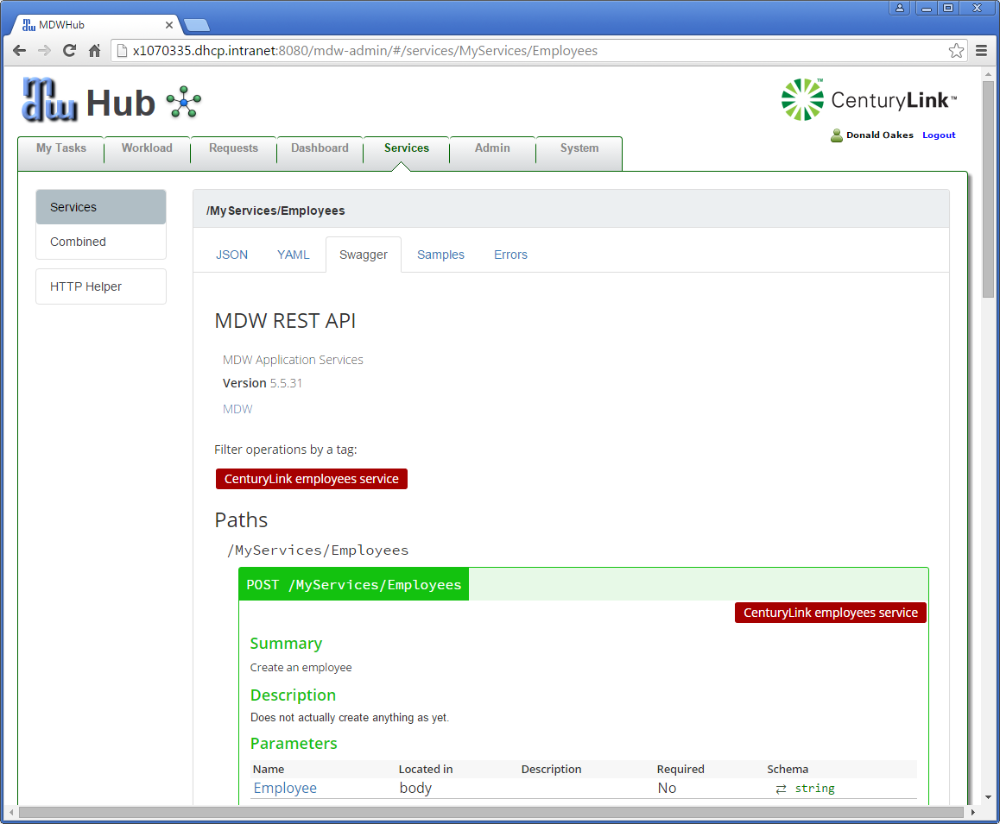 MDWHub
x1070335.dhcp.intranet:8080/mdw-admin/#/services/MyServices/Employees
mdw Hub
CenturyLink™
Donald Oakes Logout
My Tasks Workload Requests Dashboard Services Admin System
Services
Combined
HTTP Helper
/MyServices/Employees
JSON YAML Swagger Samples Errors
MDW REST API
MDW Application Services
Version 5.5.31
MDW
Filter operations by a tag:
CenturyLink employees service
Paths
/MyServices/Employees
POST /MyServices/Employees
CenturyLink employees service
Summary
Create an employee
Description
Does not actually create anything as yet.
Parameters
Name Located in Description Required Schema
Employee body No ⇄ string